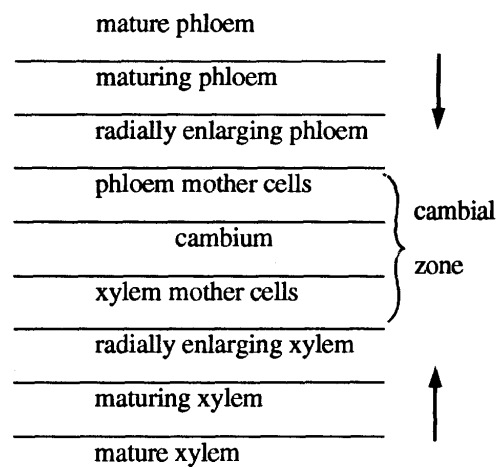 mature phloem
maturing phloem
radially enlarging phloem
phloem mother cells
cambial
cambium
zone
xylem mother cells
radially enlarging xylem
maturing xylem
mature xylem